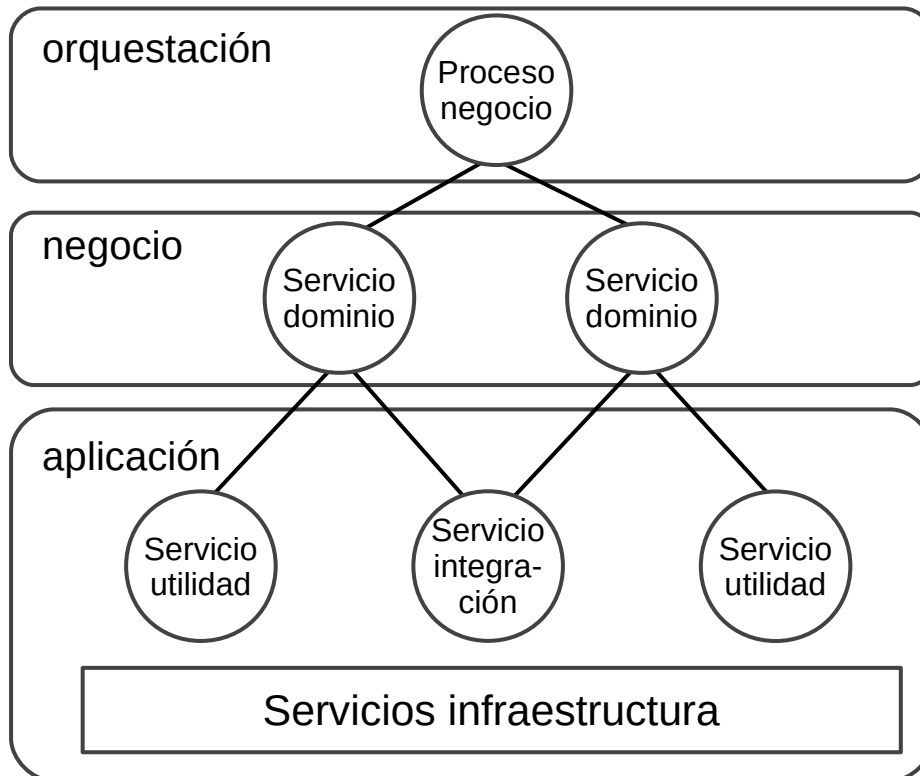 orquestación
Proceso
negocio
negocio
Servicio
dominio
Servicio
dominio
aplicación
Servicio
utilidad
Servicio
integra-
ción
Servicio
utilidad
Servicios infraestructura